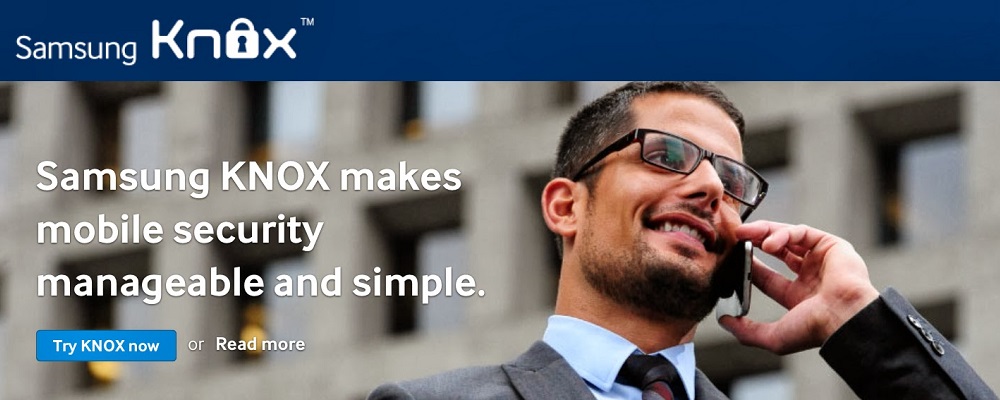 Samsung KNOX™
Samsung KNOX makes
mobile security
manageable and simple.
Try KNOX now or Read more